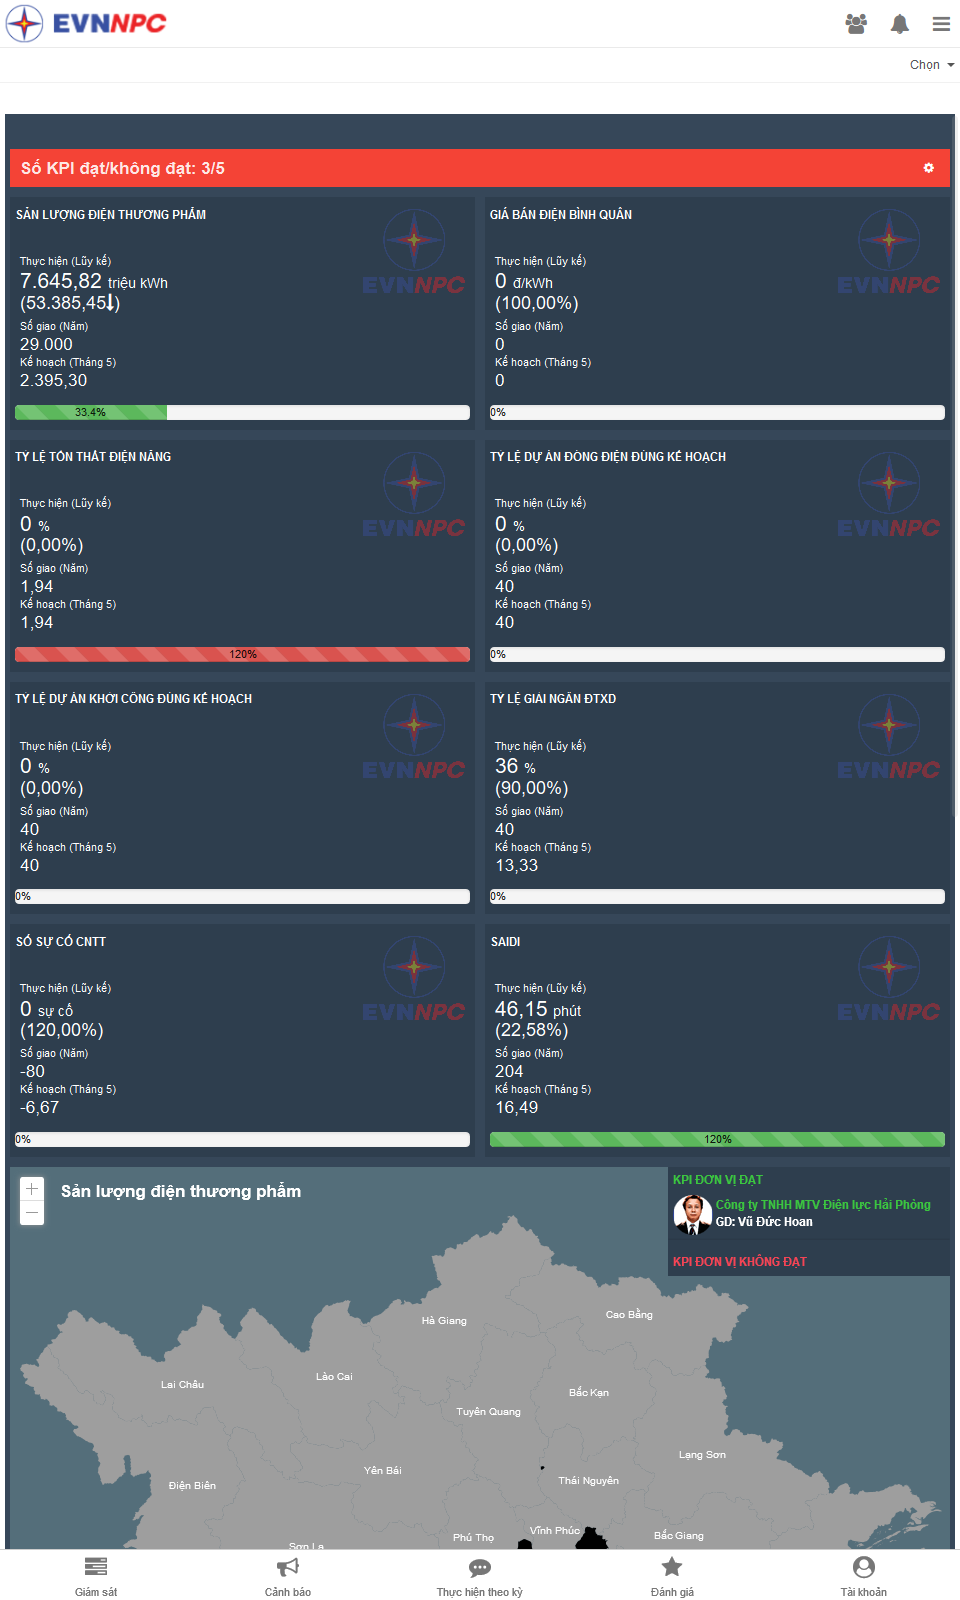 EVNNPC
Chọn
Số KPI đạt/không đạt: 3/5
SẢN LƯỢNG ĐIỆN THƯƠNG PHẨM
EVNNPC
Thực hiện (Lũy kế)
7.645,82 triệu kWh
(53.385,45)
Số giao (Năm)
29.000
Kế hoạch (Tháng 5)
2.395,30
33.4%
GIÁ BÁN ĐIỆN BÌNH QUÂN
EVNNPC
Thực hiện (Lũy kế)
0 đ/kWh
(100,00%)
Số giao (Năm)
0
Kế hoạch (Tháng 5)
0
0%
TỶ LỆ TỔN THẤT ĐIỆN NĂNG
EVNNPC
Thực hiện (Lũy kế)
0 %
(0,00%)
Số giao (Năm)
1,94
Kế hoạch (Tháng 5)
1,94
120%
TỶ LỆ DỰ ÁN ĐÓNG ĐIỆN ĐÚNG KẾ HOẠCH
EVNNPC
Thực hiện (Lũy kế)
0 %
(0,00%)
Số giao (Năm)
40
Kế hoạch (Tháng 5)
40
0%
TỶ LỆ DỰ ÁN KHỞI CÔNG ĐÚNG KẾ HOẠCH
EVNNPC
Thực hiện (Lũy kế)
0 %
(0,00%)
Số giao (Năm)
40
Kế hoạch (Tháng 5)
40
0%
TỶ LỆ GIẢI NGÂN ĐTXD
EVNNPC
Thực hiện (Lũy kế)
36 %
(90,00%)
Số giao (Năm)
40
Kế hoạch (Tháng 5)
13,33
0%
SỐ SỰ CỐ CNTT
EVNNPC
Thực hiện (Lũy kế)
0 sự cố
(120,00%)
Số giao (Năm)
-80
Kế hoạch (Tháng 5)
-6,67
0%
SAIDI
EVNNPC
Thực hiện (Lũy kế)
46,15 phút
(22,58%)
Số giao (Năm)
204
Kế hoạch (Tháng 5)
16,49
120%
Sản lượng điện thương phẩm
KPI ĐƠN VỊ ĐẠT
Công ty TNHH MTV Điện lực Hải Phòng
GD: Vũ Đức Hoan
KPI ĐƠN VỊ KHÔNG ĐẠT
Hà Giang
Cao Bằng
Lai Châu
Lào Cai
Bắc Kạn
Tuyên Quang
Lạng Sơn
Yên Bái
Điện Biên
Thái Nguyên
Vĩnh Phúc
Phú Thọ
Bắc Giang
Sơn La
Giám sát
Cảnh báo
Thực hiện theo kỳ
Đánh giá
Tài khoản